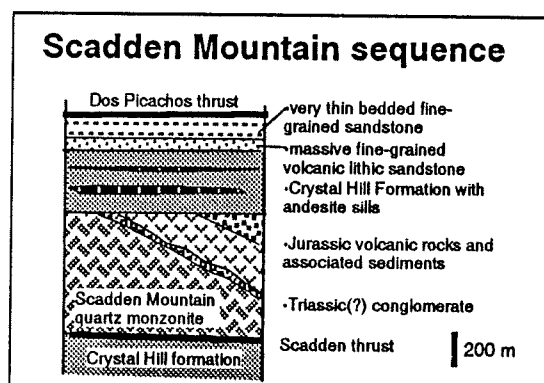 Scadden Mountain sequence
Dos Picachos thrust
·very thin bedded fine-
grained sandstone
·massive fine-grained
volcanic lithic sandstone
·Crystal Hill Formation with
andesite sills
·Jurassic volcanic rocks and
associated sediments
Scadden Mountain
quartz monzonite
·Triassic(?) conglomerate
Scadden thrust
200 m
Crystal Hill formation